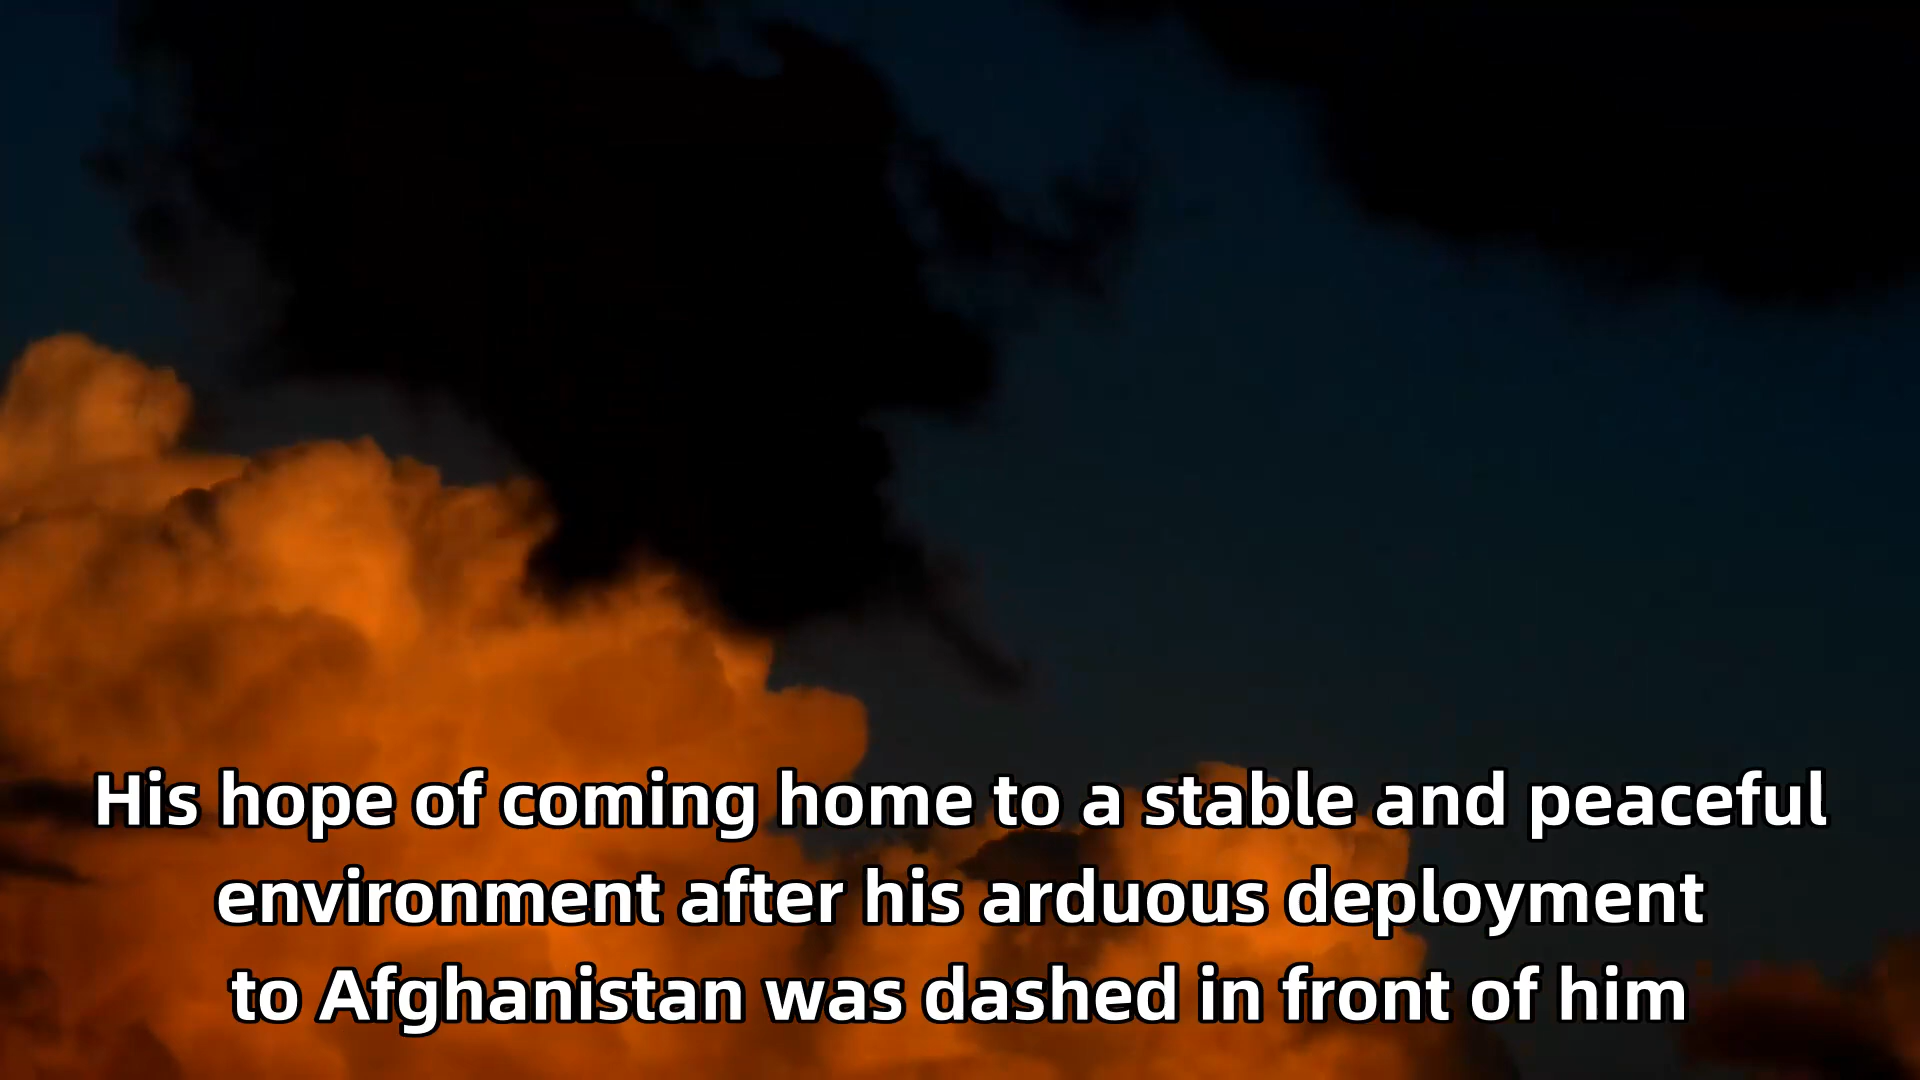 His hope of coming home to a stable and peaceful
environment after his arduous deployment
to Afghanistan was dashed in front of him